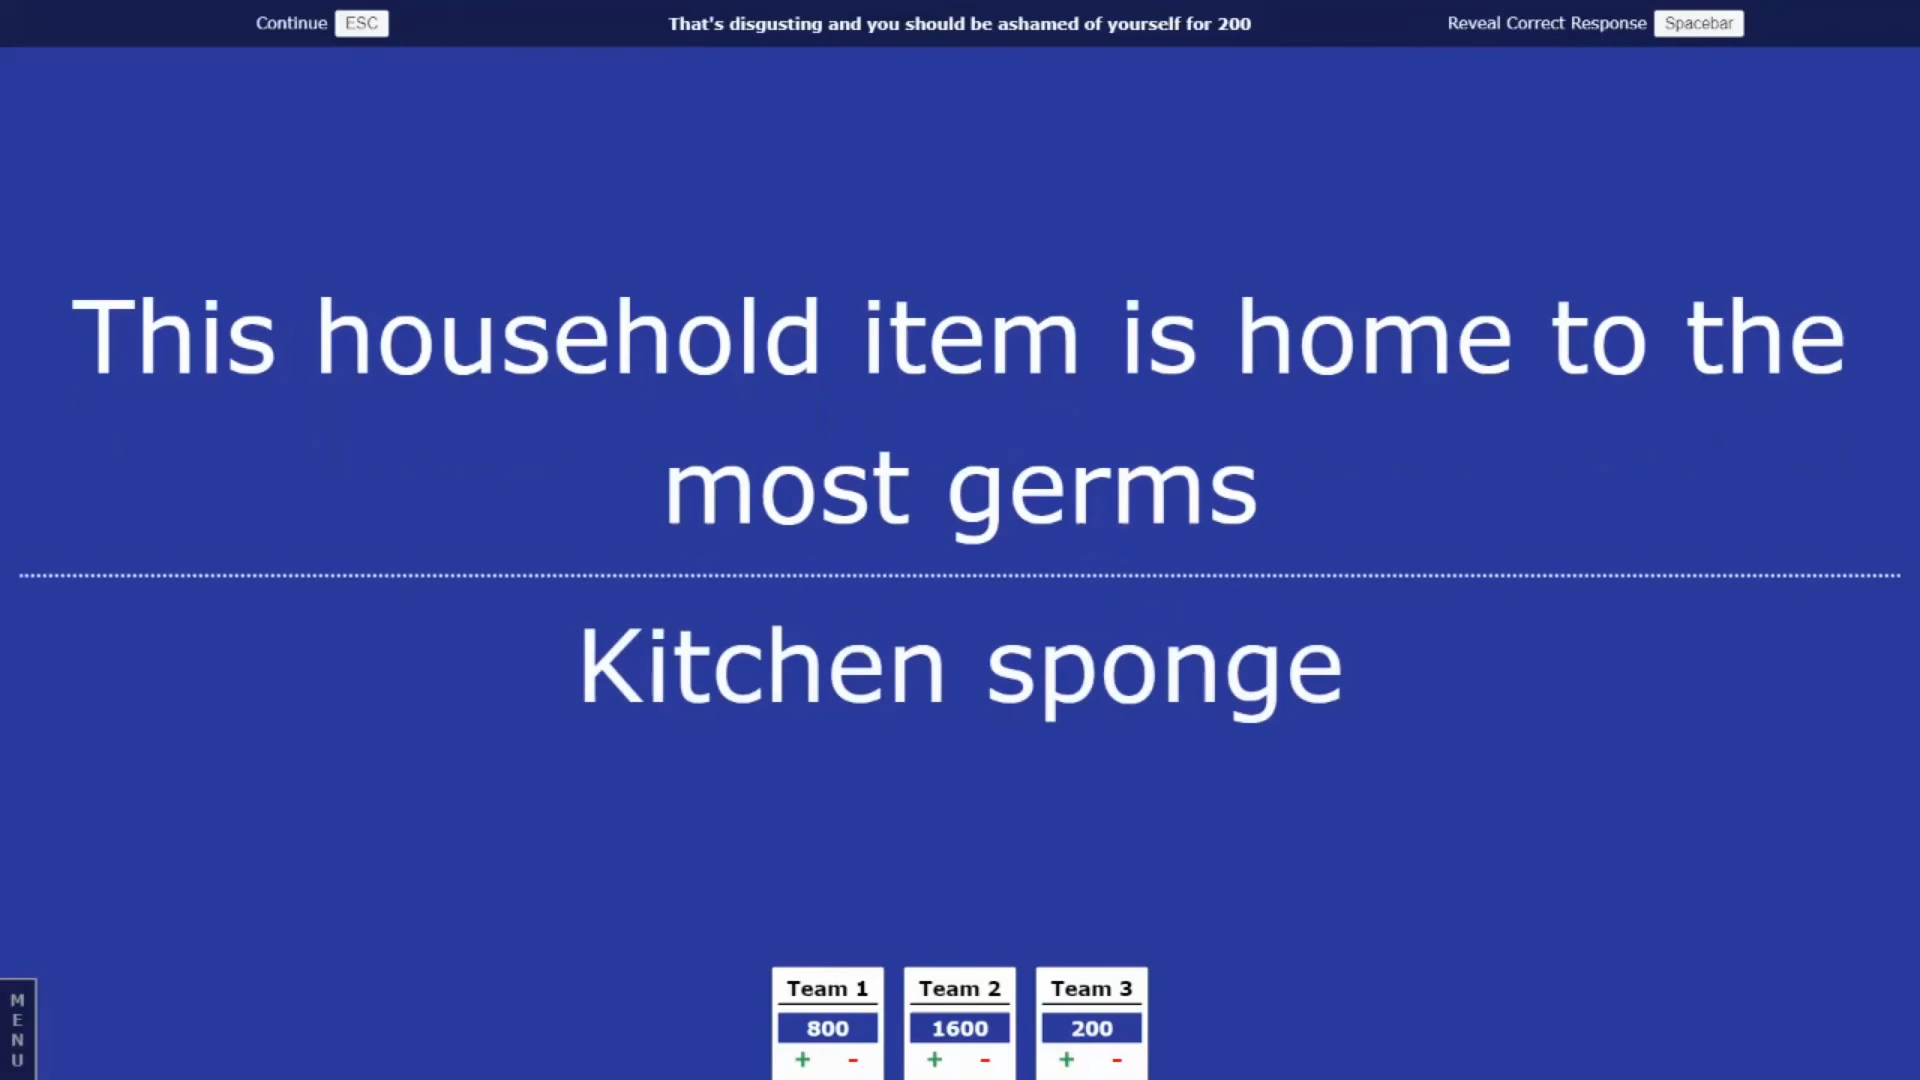 Continue ESC
That's disgusting and you should be ashamed of yourself for 200
Reveal Correct Response Spacebar
This household item is home to the
most germs
Kitchen sponge
MENU
Team 1
800
+ -
Team 2
1600
+ -
Team 3
200
+ -